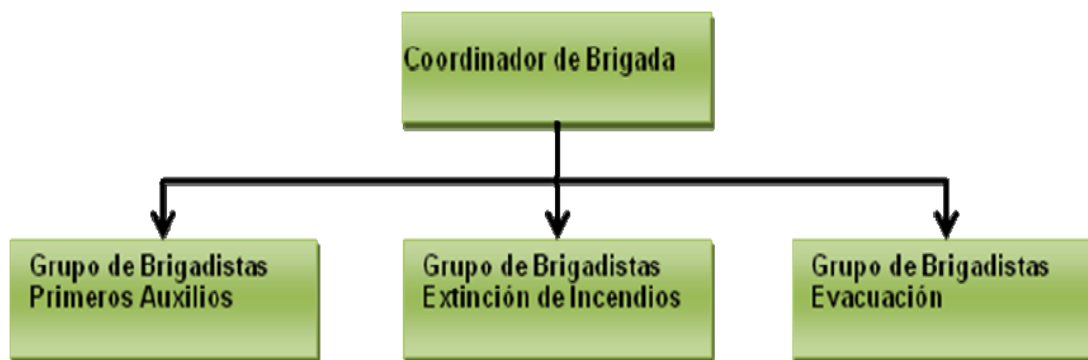 Coordinador de Brigada
Grupo de Brigadistas
Primeros Auxilios
Grupo de Brigadistas
Extinción de Incendios
Grupo de Brigadistas
Evacuación